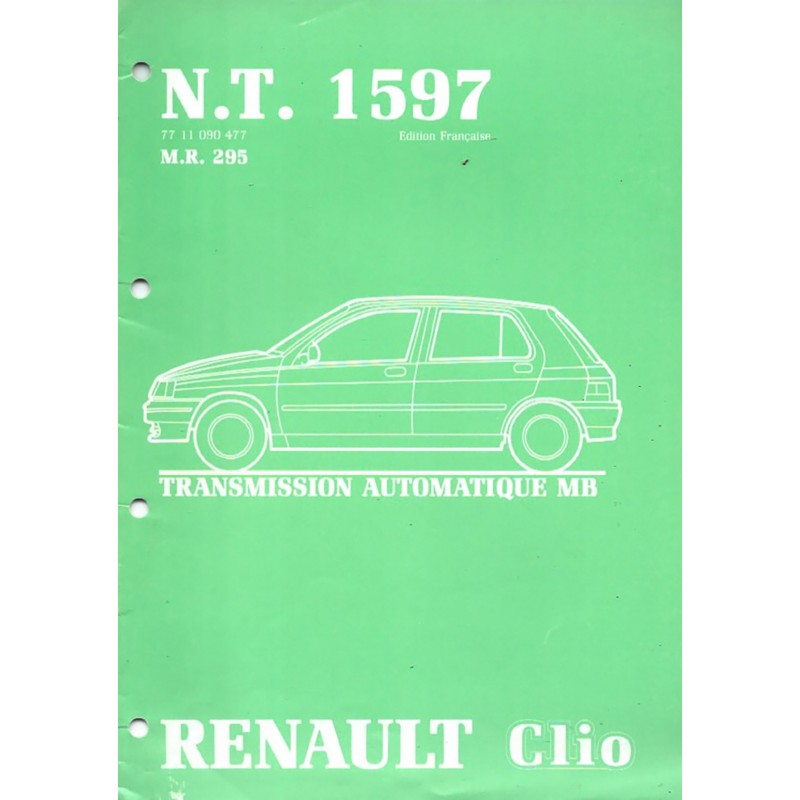 N.T. 1597
77 11 090 477 Edition Française
M.R. 295
TRANSMISSION AUTOMATIQUE MB
RENAULT Clio